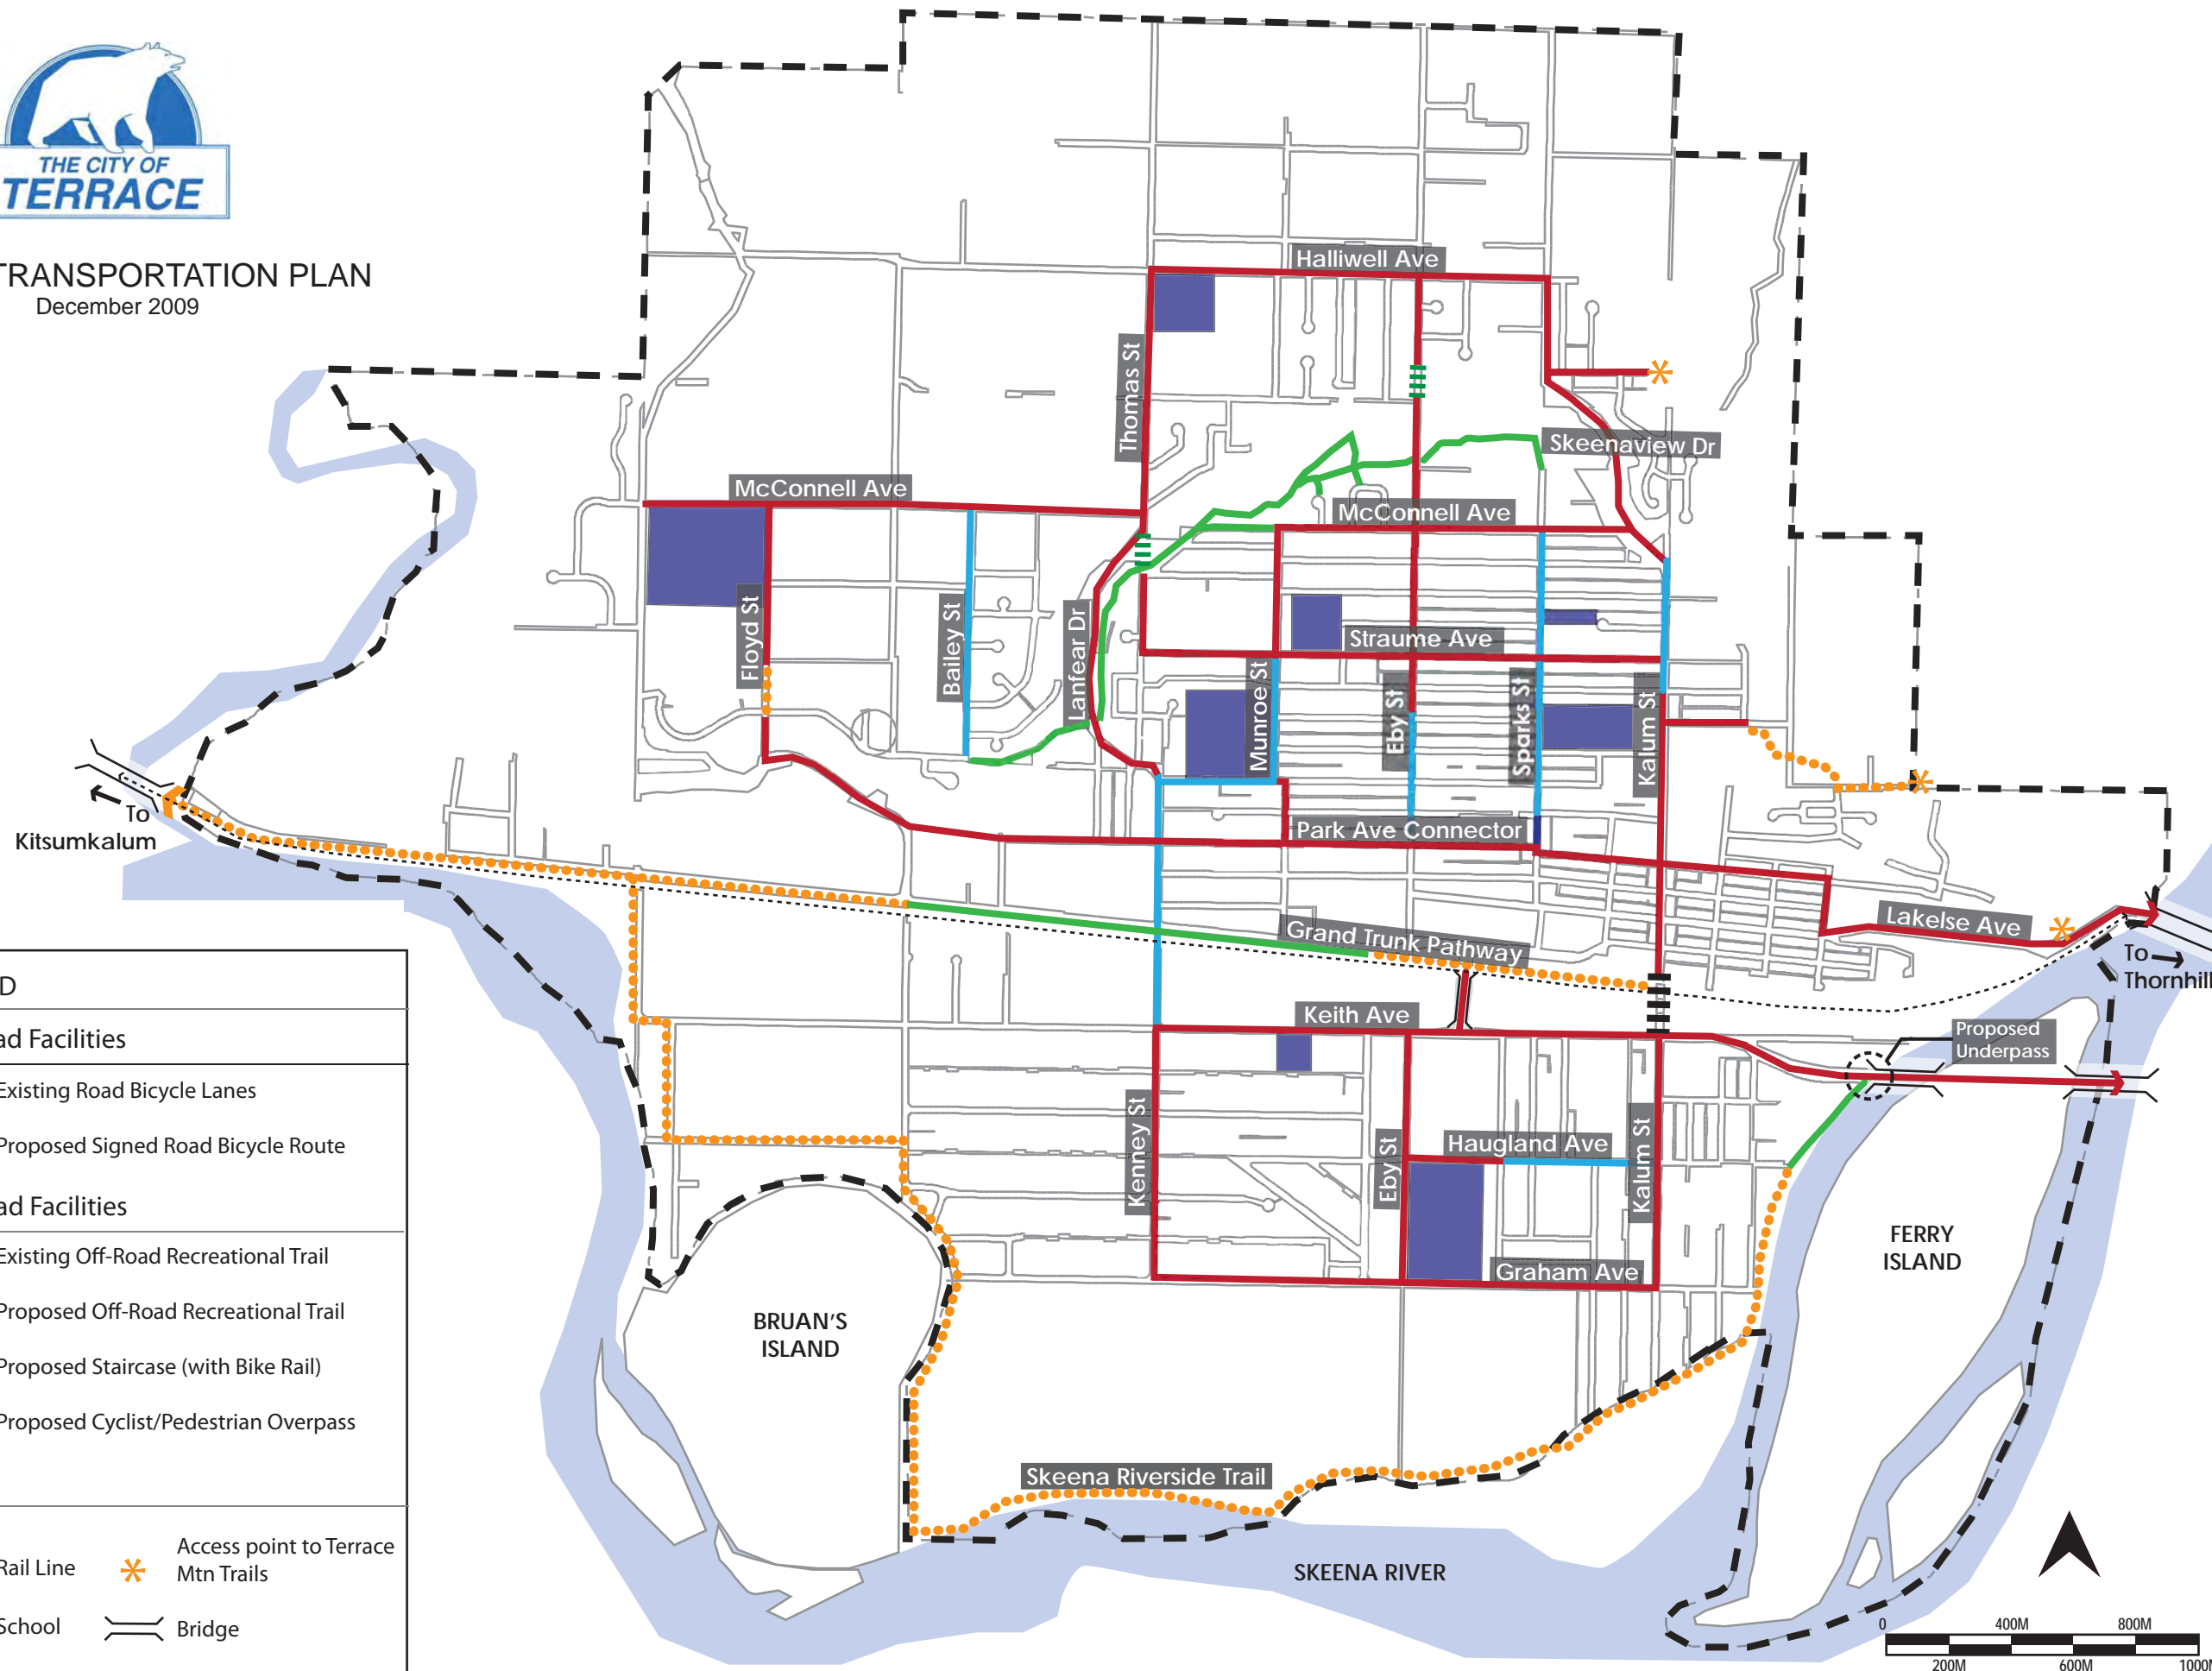 THE CITY OF
TERRACE
TRANSPORTATION PLAN
December 2009
Halliwell Ave
Thomas St
Skeenaview Dr
McConnell Ave
McConnell Ave
Floyd St
Bailey St
Lanfear Dr
Straume Ave
Munroe St
Eby St
Sparks St
Kalum St
To
Kitsumkalum
Park Ave Connector
Lakelse Ave
Grand Trunk Pathway
To
Thornhill
Keith Ave
Proposed
Underpass
Kenney St
Eby St
Haugland Ave
Kalum St
Graham Ave
FERRY
ISLAND
BRUAN'S
ISLAND
Skeena Riverside Trail
SKEENA RIVER
D
ad Facilities
Existing Road Bicycle Lanes
Proposed Signed Road Bicycle Route
ad Facilities
Existing Off-Road Recreational Trail
Proposed Off-Road Recreational Trail
Proposed Staircase (with Bike Rail)
Proposed Cyclist/Pedestrian Overpass
Rail Line
Access point to Terrace
Mtn Trails
School
Bridge
0 400M 800M
200M 600M 1000M